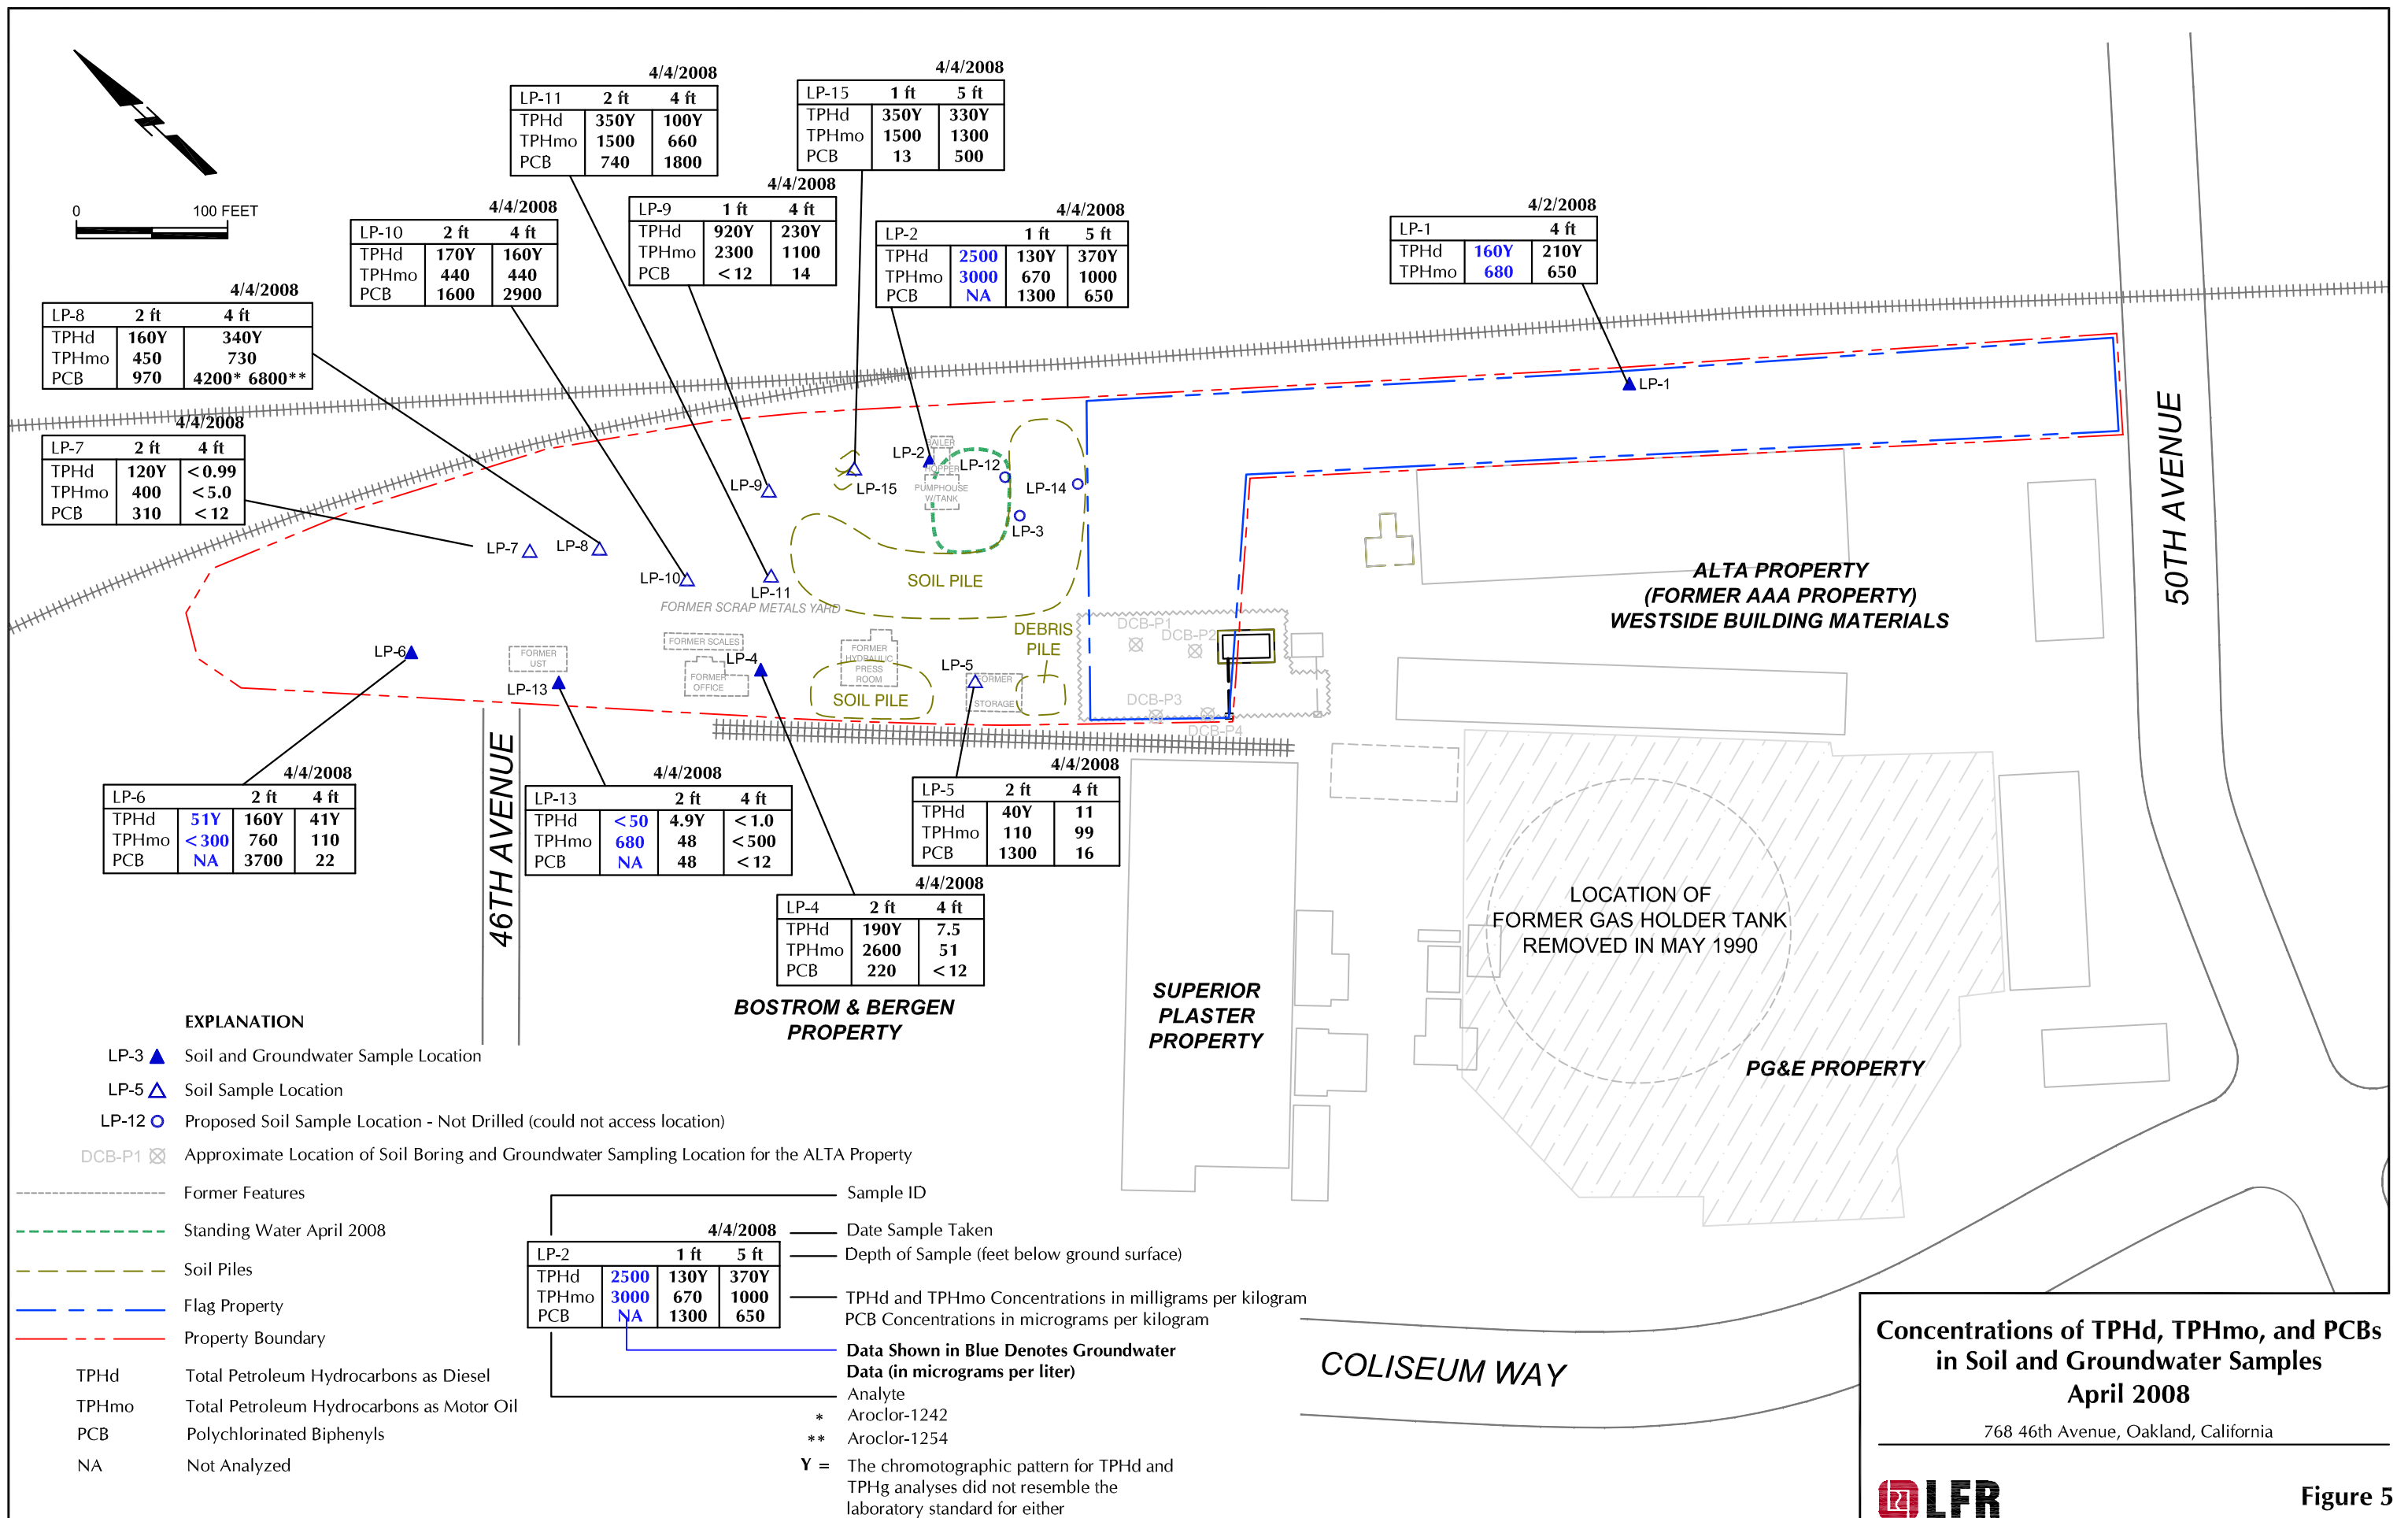 4/4/2008
LP-11 2 ft 4 ft
TPHd 350Y 100Y
TPHmo 1500 660
PCB 740 1800
4/4/2008
LP-15 1 ft 5 ft
TPHd 350Y 330Y
TPHmo 1500 1300
PCB 13 500
0 100 FEET
4/4/2008
LP-10 2 ft 4 ft
TPHd 170Y 160Y
TPHmo 440 440
PCB 1600 2900
4/4/2008
LP-9 1 ft 4 ft
TPHd 920Y 230Y
TPHmo 2300 1100
PCB <12 14
4/4/2008
LP-2 1 ft 5 ft
TPHd 2500 130Y 370Y
TPHmo 3000 670 1000
PCB NA 1300 650
4/2/2008
LP-1 4 ft
TPHd 160Y 210Y
TPHmo 680 650
4/4/2008
LP-8 2 ft 4 ft
TPHd 160Y 340Y
TPHmo 450 730
PCB 970 4200* 6800**
4/4/2008
LP-7 2 ft 4 ft
TPHd 120Y <0.99
TPHmo 400 <5.0
PCB 310 <12
LP-1
BAILER
LP-2
HOPPER
LP-12
PUMPHOUSE
W/TANK
LP-14
LP-9
LP-15
LP-3
LP-7
LP-8
LP-10
LP-11
SOIL PILE
FORMER SCRAP METALS YARD
50TH AVENUE
ALTA PROPERTY
(FORMER AAA PROPERTY)
WESTSIDE BUILDING MATERIALS
DEBRIS
PILE
DCB-P1
DCB-P2
DCB-P3
DCB-P4
LP-6
FORMER
UST
LP-13
FORMER SCALES
LP-4
FORMER
OFFICE
FORMER
HYDRAULIC
PRESS
ROOM
SOIL PILE
LP-5
FORMER
STORAGE
46TH AVENUE
4/4/2008
LP-6 2 ft 4 ft
TPHd 51Y 160Y 41Y
TPHmo <300 760 110
PCB NA 3700 22
4/4/2008
LP-13 2 ft 4 ft
TPHd <50 4.9Y <1.0
TPHmo 680 48 <500
PCB NA 48 <12
4/4/2008
LP-5 2 ft 4 ft
TPHd 40Y 11
TPHmo 110 99
PCB 1300 16
4/4/2008
LP-4 2 ft 4 ft
TPHd 190Y 7.5
TPHmo 2600 51
PCB 220 <12
BOSTROM & BERGEN
PROPERTY
SUPERIOR
PLASTER
PROPERTY
LOCATION OF
FORMER GAS HOLDER TANK
REMOVED IN MAY 1990
PG&E PROPERTY
EXPLANATION
LP-3 Soil and Groundwater Sample Location
LP-5 Soil Sample Location
LP-12 Proposed Soil Sample Location - Not Drilled (could not access location)
DCB-P1 Approximate Location of Soil Boring and Groundwater Sampling Location for the ALTA Property
Former Features
Standing Water April 2008
Soil Piles
Flag Property
Property Boundary
TPHd Total Petroleum Hydrocarbons as Diesel
TPHmo Total Petroleum Hydrocarbons as Motor Oil
PCB Polychlorinated Biphenyls
NA Not Analyzed
Sample ID
4/4/2008 Date Sample Taken
LP-2 1 ft 5 ft Depth of Sample (feet below ground surface)
TPHd 2500 130Y 370Y
TPHmo 3000 670 1000
PCB NA 1300 650
TPHd and TPHmo Concentrations in milligrams per kilogram
PCB Concentrations in micrograms per kilogram
Data Shown in Blue Denotes Groundwater
Data (in micrograms per liter)
Analyte
* Aroclor-1242
** Aroclor-1254
Y = The chromotographic pattern for TPHd and
TPHg analyses did not resemble the
laboratory standard for either
COLISEUM WAY
Concentrations of TPHd, TPHmo, and PCBs
in Soil and Groundwater Samples
April 2008
768 46th Avenue, Oakland, California
LFR
Figure 5